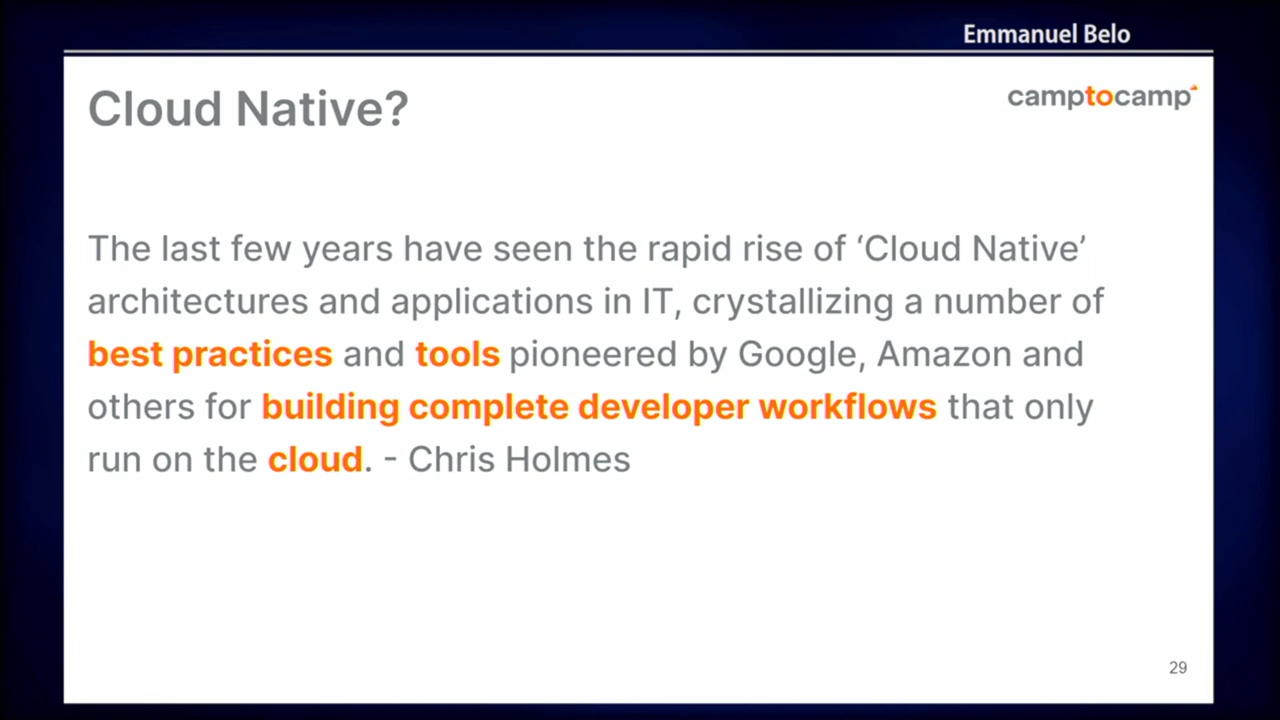 Emmanuel Belo
Cloud Native?
camptocamp
The last few years have seen the rapid rise of ‘Cloud Native’
architectures and applications in IT, crystallizing a number of
best practices and tools pioneered by Google, Amazon and
others for building complete developer workflows that only
run on the cloud. - Chris Holmes
29